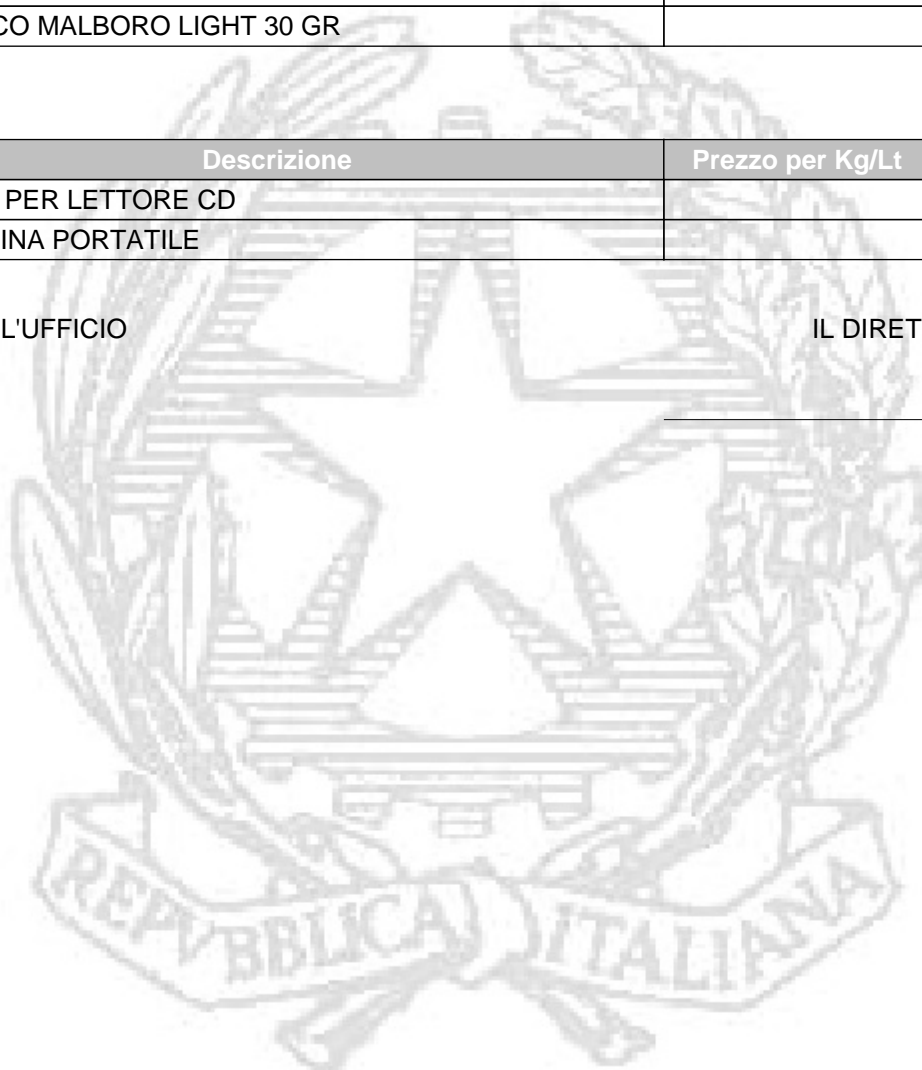 CO MALBORO LIGHT 30 GR
Descrizione Prezzo per Kg/Lt
PER LETTORE CD
INA PORTATILE
L'UFFICIO IL DIRET
REPVBBLICA ITALIANA